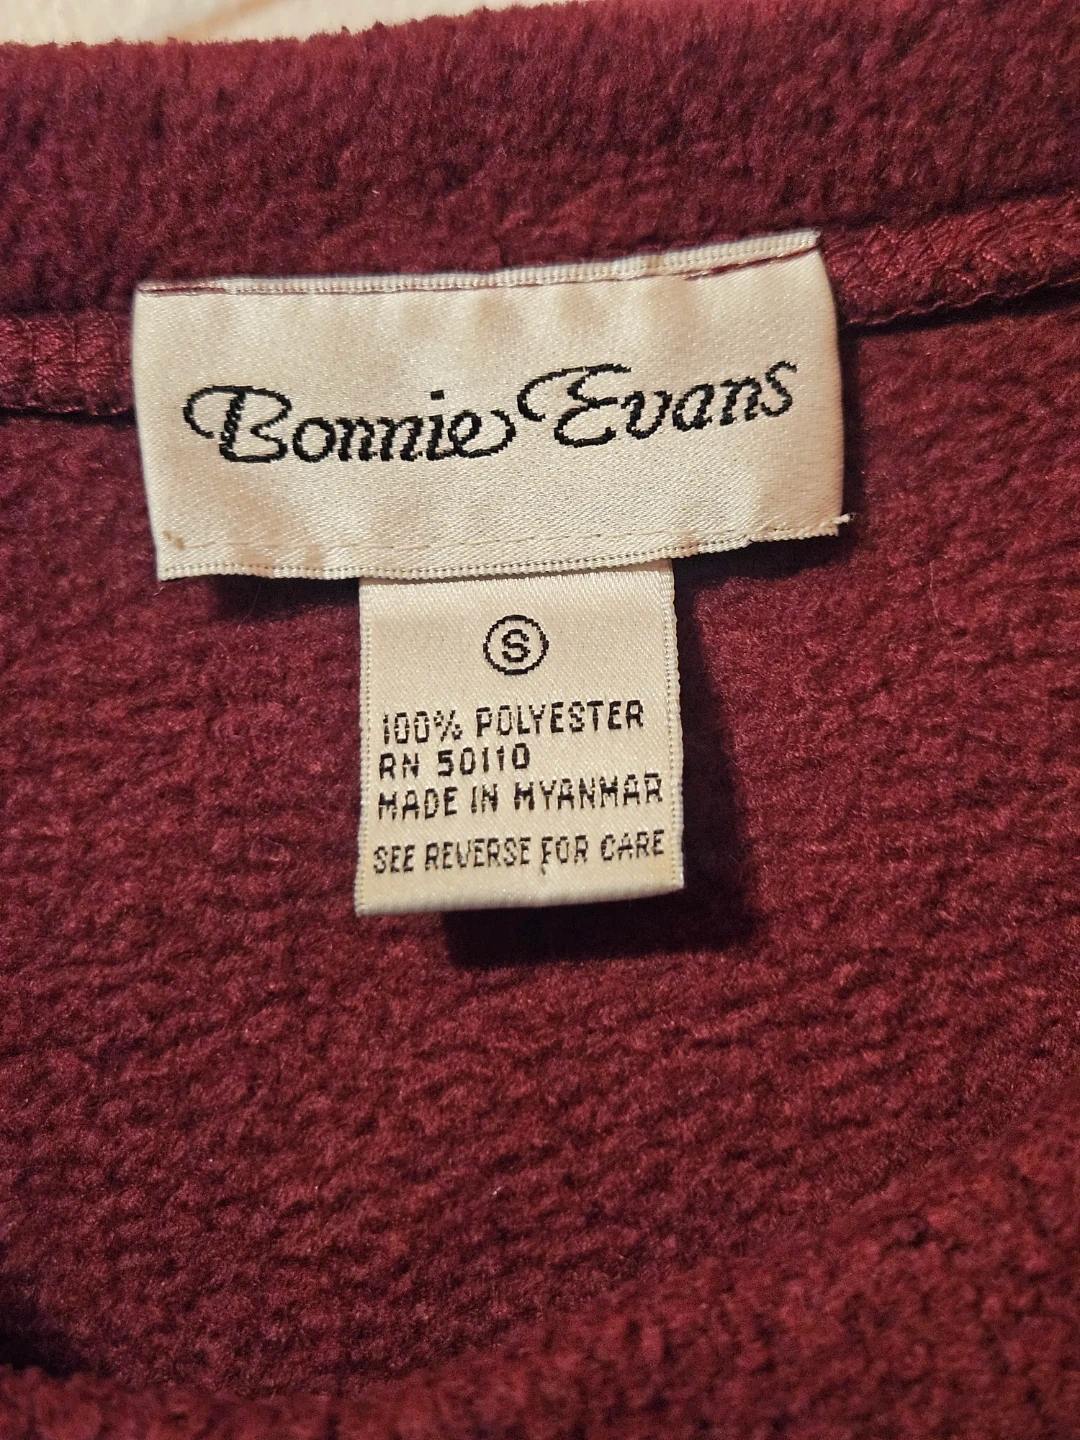 Bonnie Evans
S
100% POLYESTER
RN 50110
MADE IN MYANMAR
SEE REVERSE FOR CARE